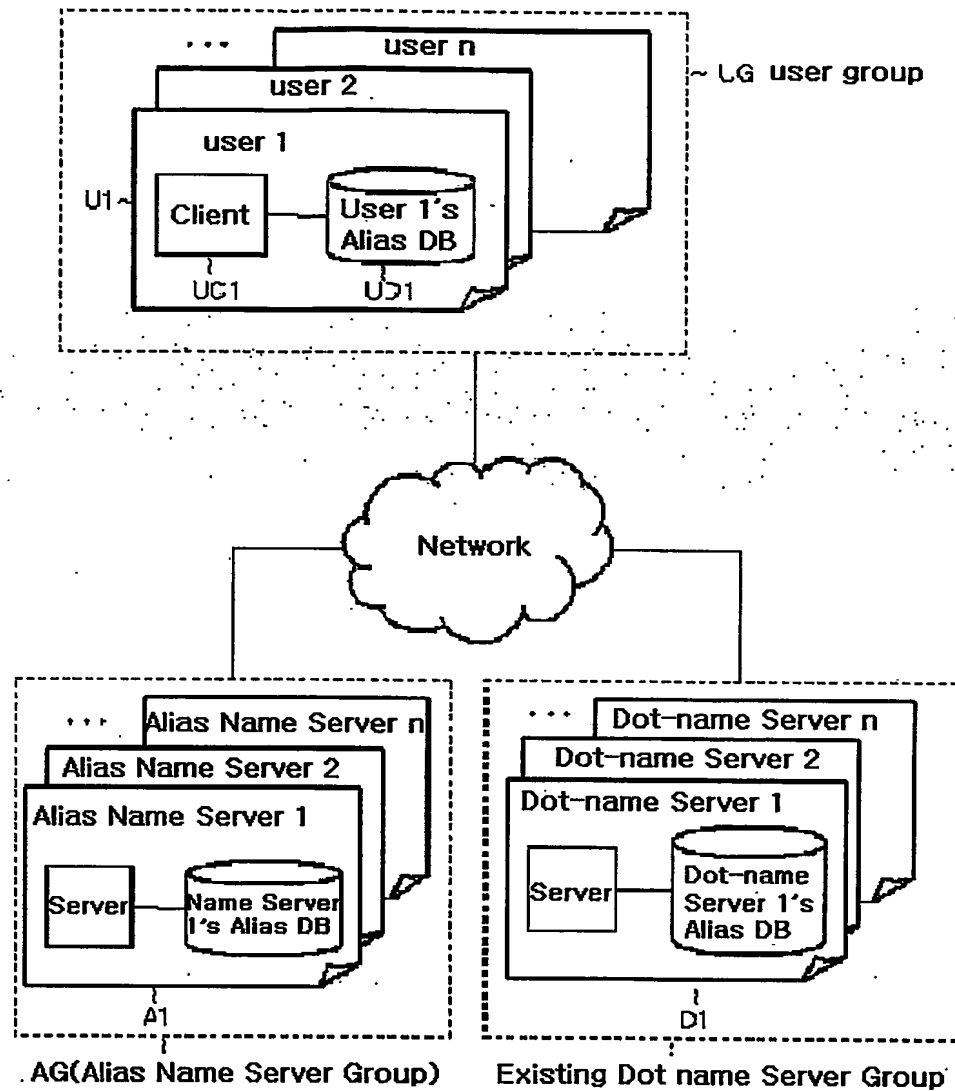 ... user n
user 2
user 1
LG user group
U1
Client
User 1's
Alias DB
UC1
UD1
Network
... Alias Name Server n
Alias Name Server 2
Alias Name Server 1
Server
Name Server
1's Alias DB
A1
AG(Alias Name Server Group)
... Dot-name Server n
Dot-name Server 2
Dot-name Server 1
Server
Dot-name
Server 1's
Alias DB
D1
Existing Dot name Server Group